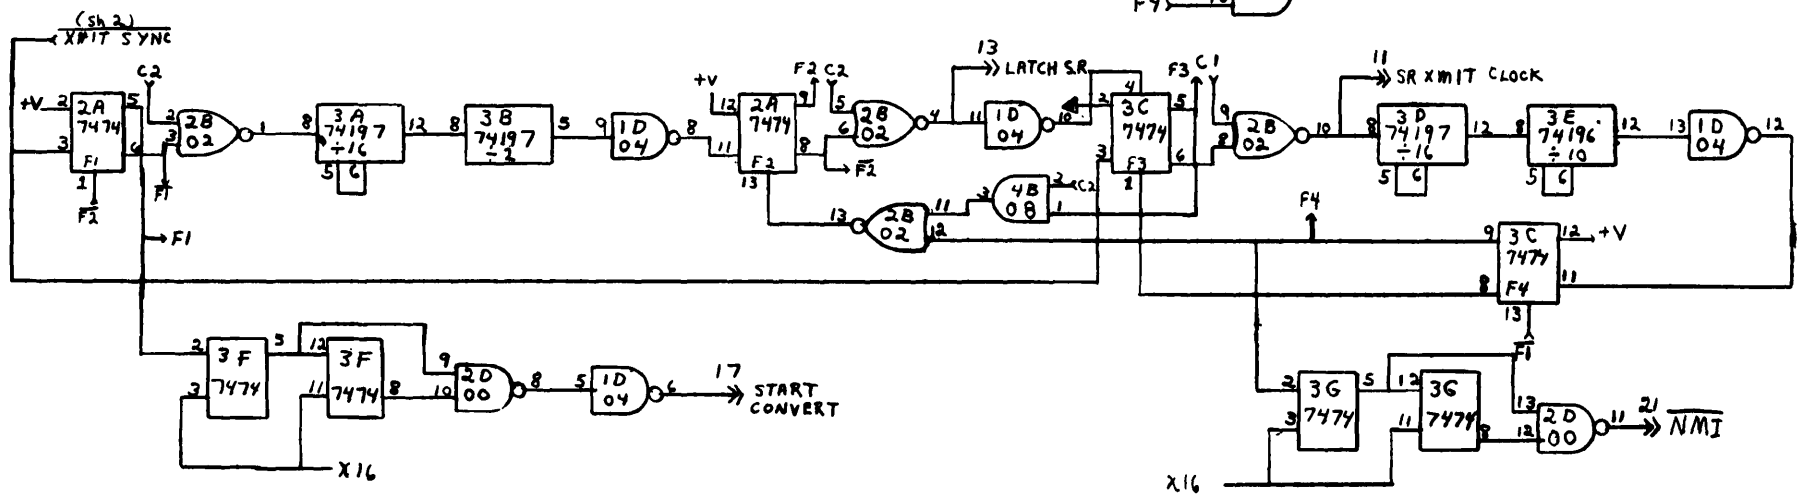 F4 10
(sh 2)
XMIT SYNC
C2
+V 2 2A 5
7474
3 F1 6
1
F2
2 2B 1
3 02
F1
F1
8 3A 12
74197
÷16
5 6
8 3B 5
74197
÷2
9 1D 8
04
+V
12 2A 9
7474
11 F2 8
13
F2 C2
5 2B 4
6 02
F2
13 LATCH SR
11 1D 10
04
4
2 3C 5
7474
3 F3 6
1
F3 C1
9 2B 10
8 02
11 SR XMIT CLOCK
8 3D 12
74197
÷16
5 6
8 3E 12
74196
÷10
5 6
13 1D 12
04
3 4B 2 C2
08 1
13 2B 11
02 12
F4
9 3C 12 +V
7474
8 F4 11
13
F1
2 3F 5
3 7474
12 3F
11 7474 8
9 2D 8
10 00
5 1D 6
04
17 START
CONVERT
X16
2 3G 5
3 7474
12 3G
11 7474 8
13 2D 11
12 00
21 NMI
X16